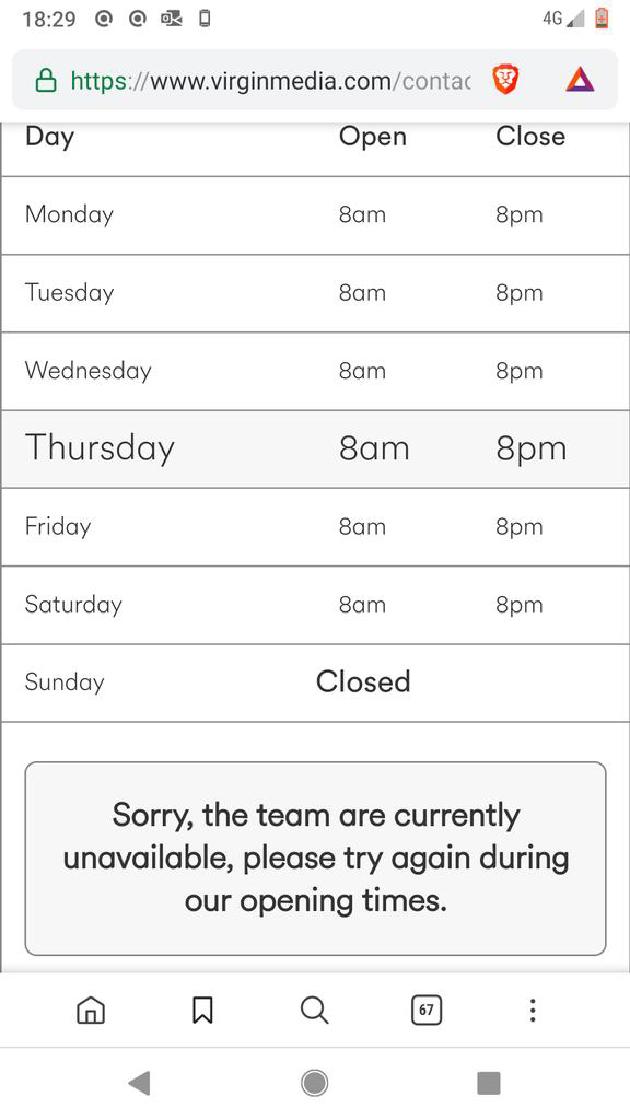 18:29 4G
https://www.virginmedia.com/contac
Day Open Close
Monday 8am 8pm
Tuesday 8am 8pm
Wednesday 8am 8pm
Thursday 8am 8pm
Friday 8am 8pm
Saturday 8am 8pm
Sunday Closed
Sorry, the team are currently
unavailable, please try again during
our opening times.
67